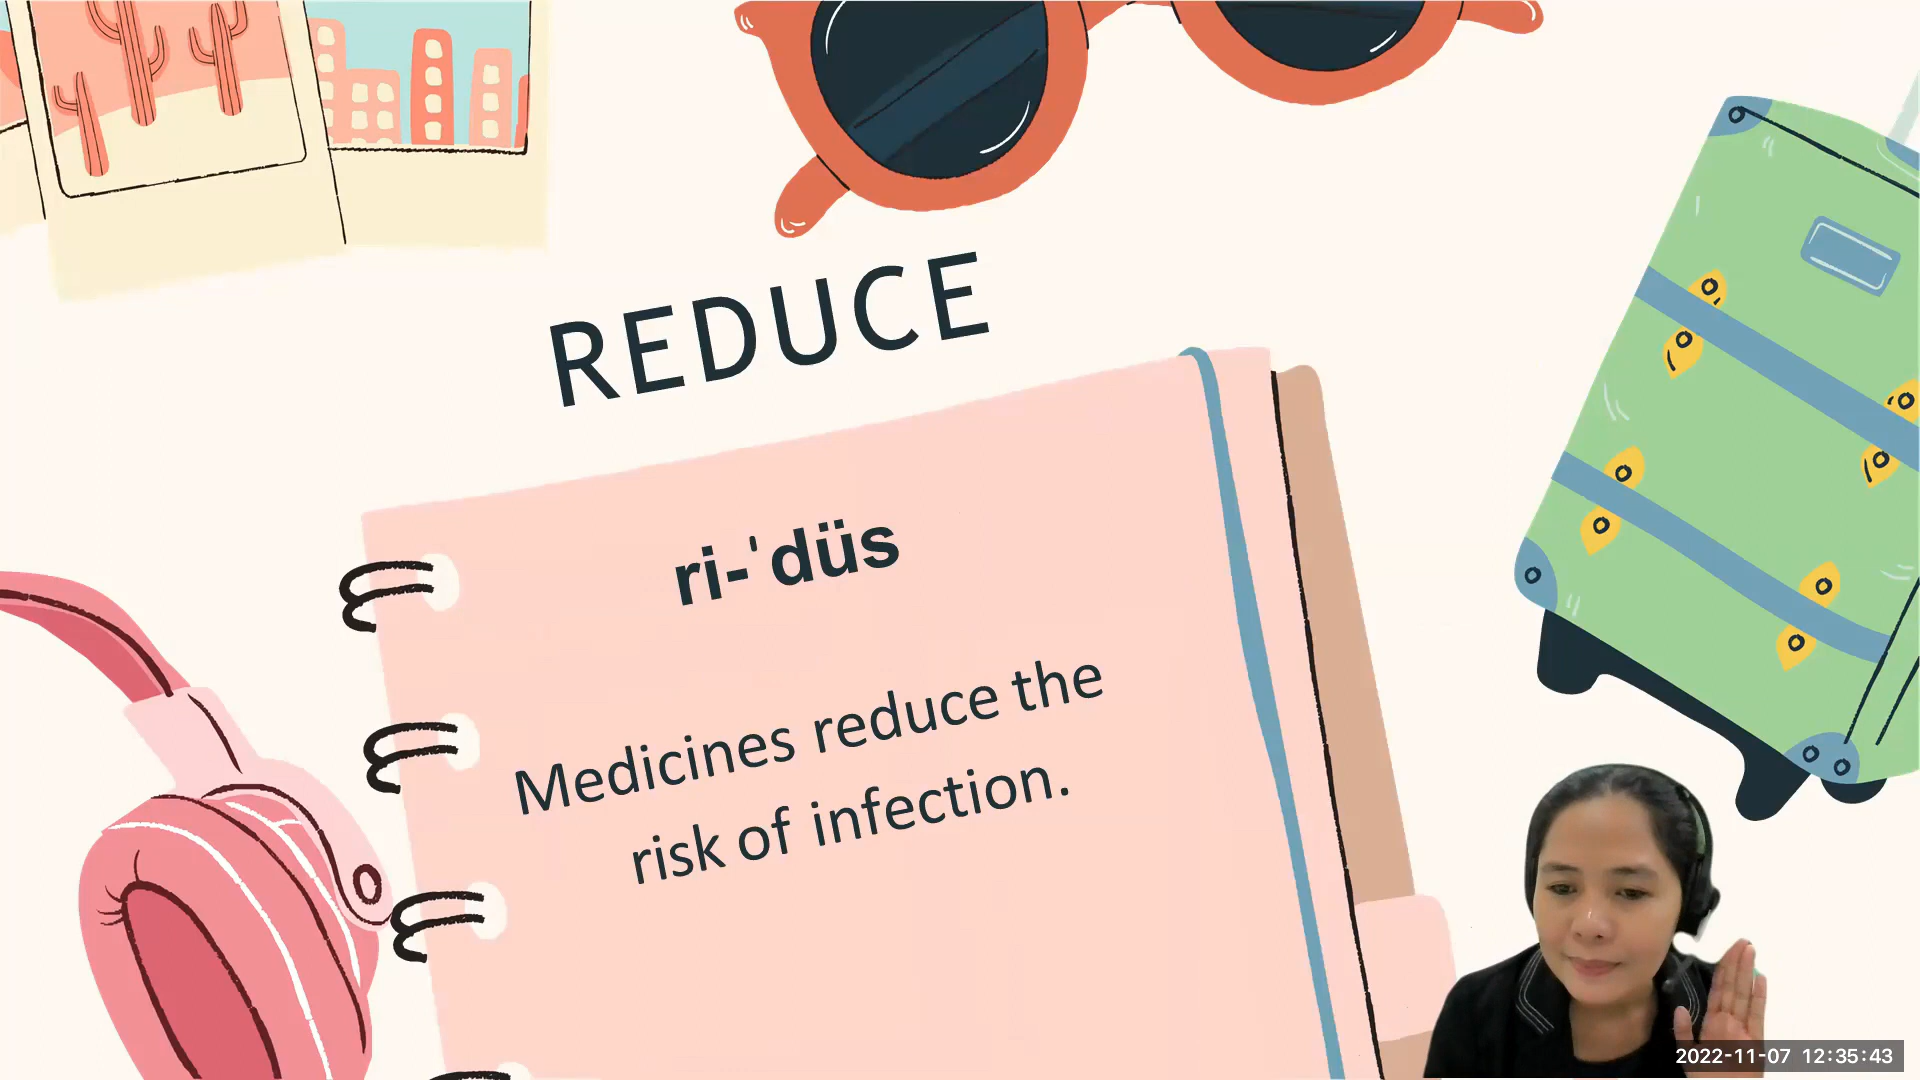 REDUCE
ri-ˈdüs
Medicines reduce the
risk of infection.
2022-11-07 12:35:43